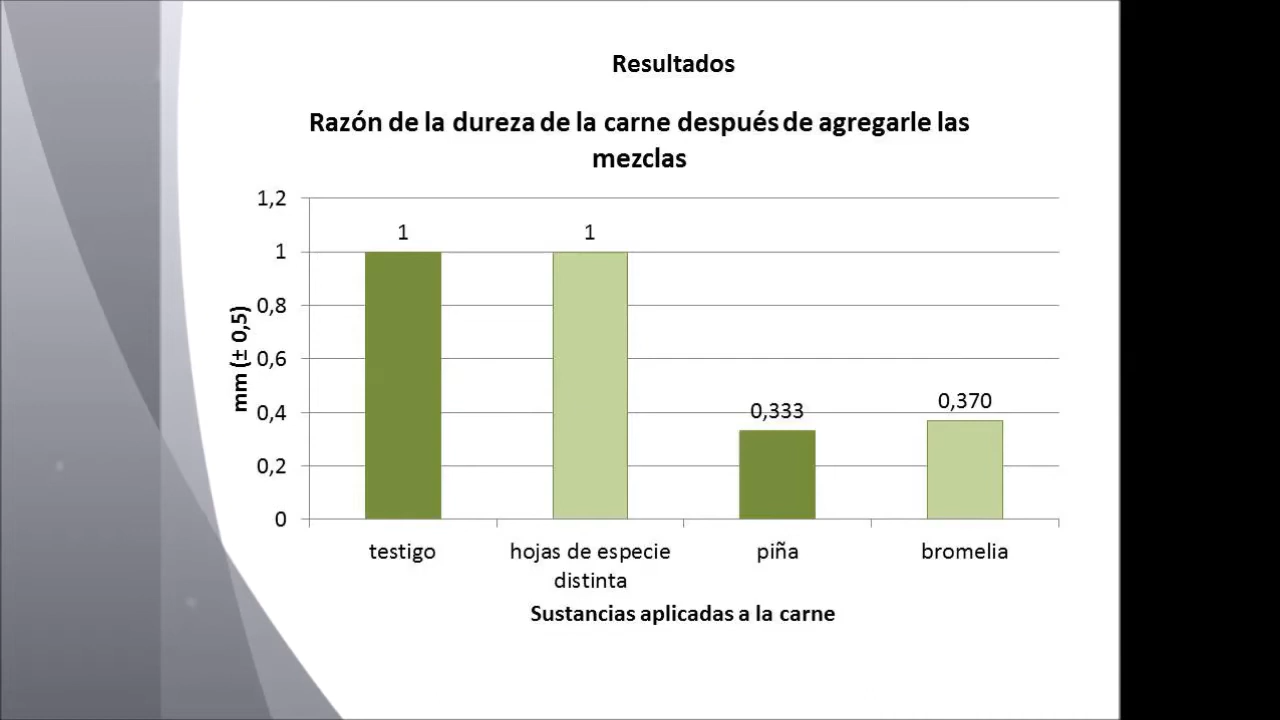 Resultados
Razón de la dureza de la carne después de agregarle las
mezclas
1,2
1
0,8
0,6
0,4
0,2
0
mm (± 0,5)
1
1
0,333
0,370
testigo
hojas de especie
distinta
piña
bromelia
Sustancias aplicadas a la carne